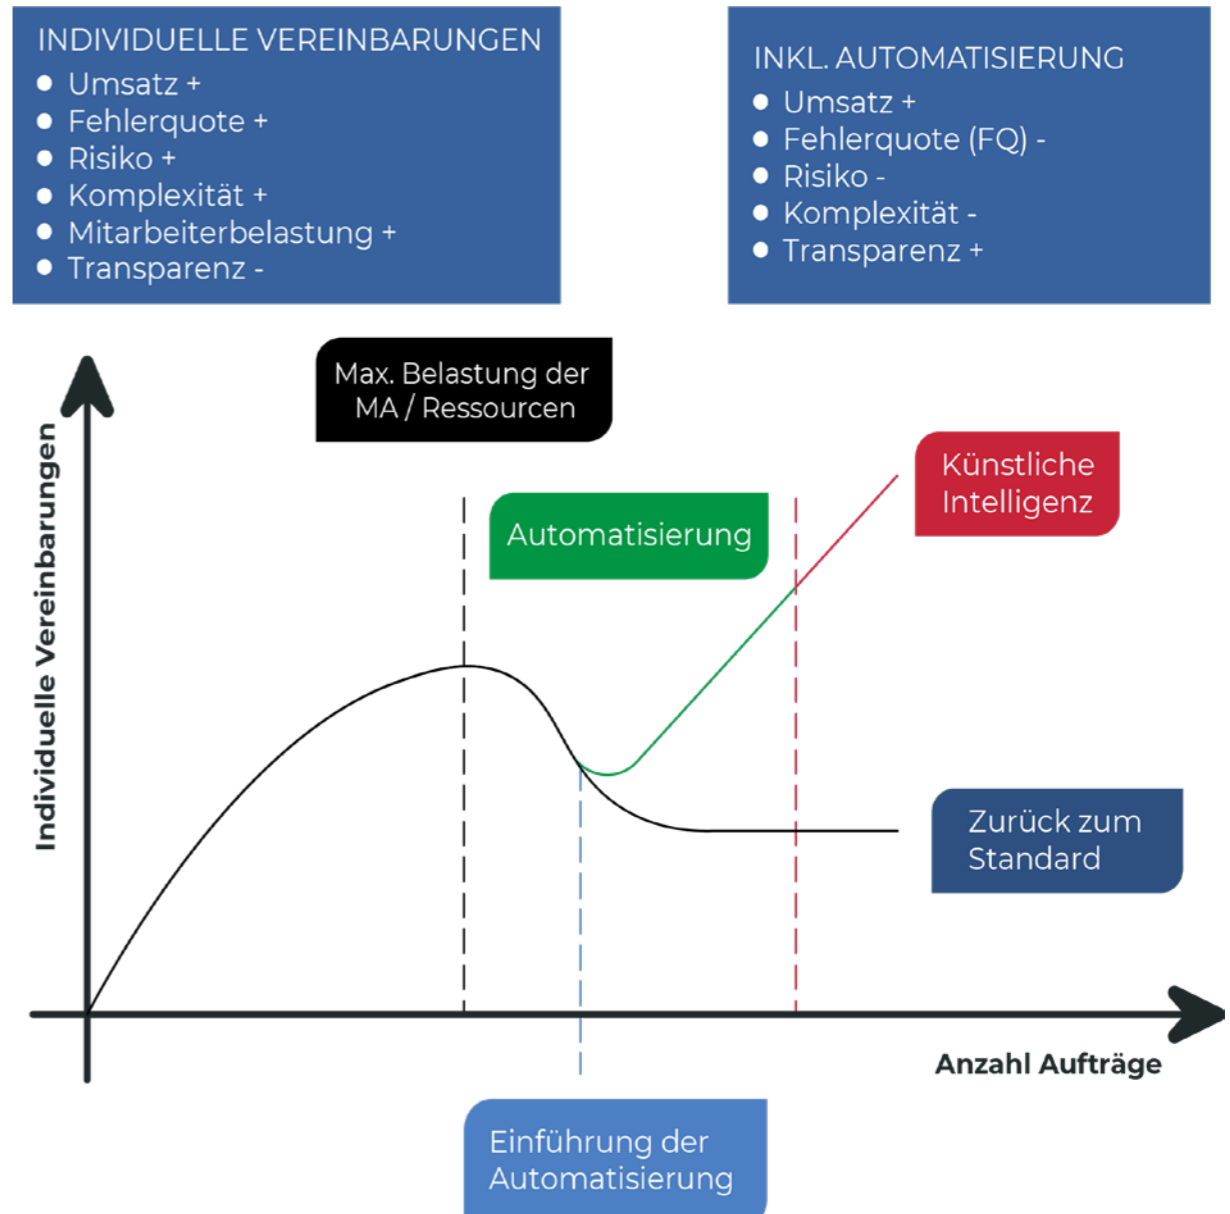 INDIVIDUELLE VEREINBARUNGEN
Umsatz +
Fehlerquote +
Risiko +
Komplexität +
Mitarbeiterbelastung +
Transparenz -
INKL. AUTOMATISIERUNG
Umsatz +
Fehlerquote (FQ) -
Risiko -
Komplexität -
Transparenz +
Max. Belastung der
MA / Ressourcen
Künstliche
Intelligenz
Automatisierung
Individuelle Vereinbarungen
Zurück zum
Standard
Anzahl Aufträge
Einführung der
Automatisierung